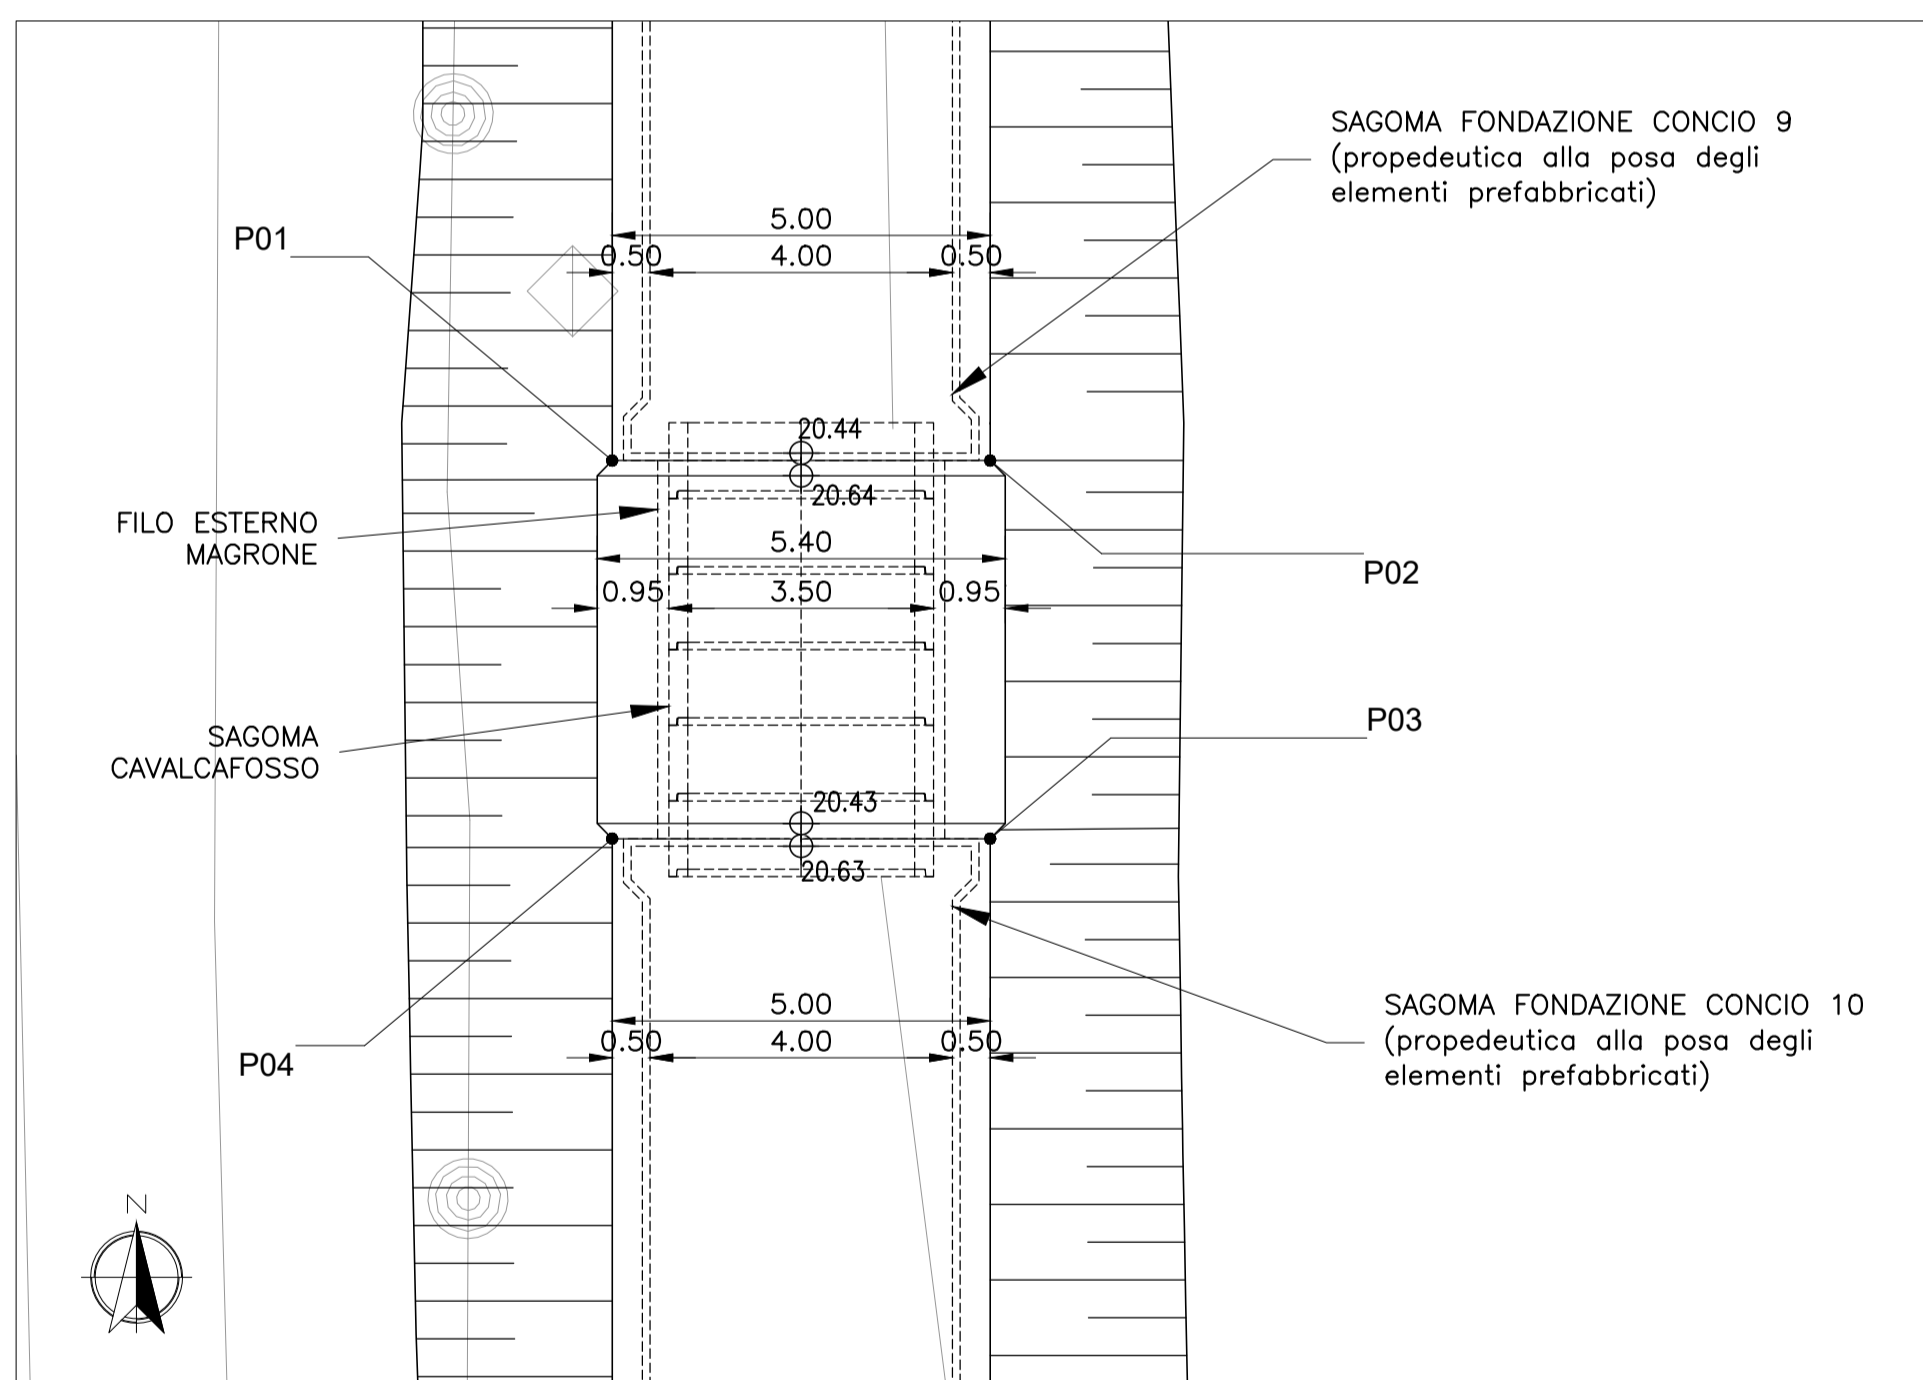 SAGOMA FONDAZIONE CONCIO 9
(propedeutica alla posa degli
elementi prefabbricati)
P01
5.00
0.50
4.00
0.50
20.44
20.64
FILO ESTERNO
MAGRONE
5.40
0.95
3.50
0.95
P02
P03
SAGOMA
CAVALCAFOSSO
20.43
20.63
5.00
0.50
4.00
0.50
P04
SAGOMA FONDAZIONE CONCIO 10
(propedeutica alla posa degli
elementi prefabbricati)
N